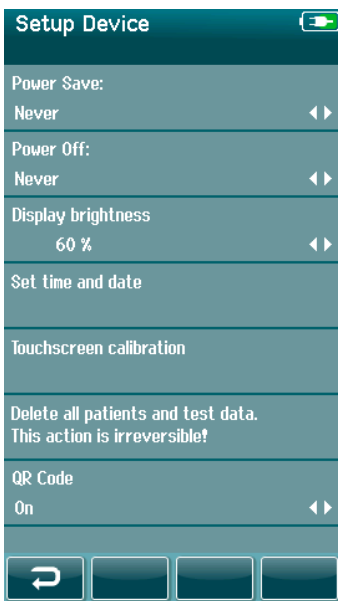 Setup Device
Power Save:
Never
Power Off:
Never
Display brightness
60 %
Set time and date
Touchscreen calibration
Delete all patients and test data.
This action is irreversible!
QR Code
On